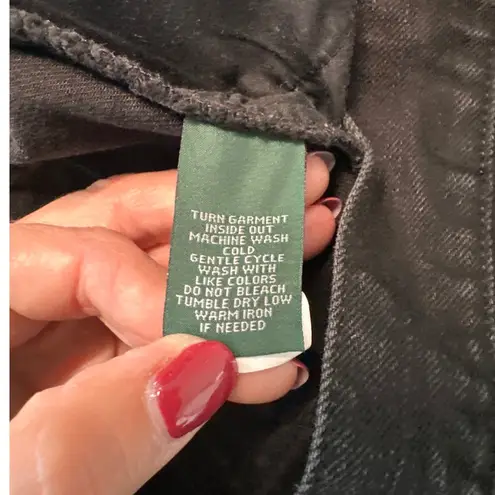 TURN GARMENT
INSIDE OUT
MACHINE WASH
COLD
GENTLE CYCLE
WASH WITH
LIKE COLORS
DO NOT BLEACH
TUMBLE DRY LOW
WARM IRON
IF NEEDED